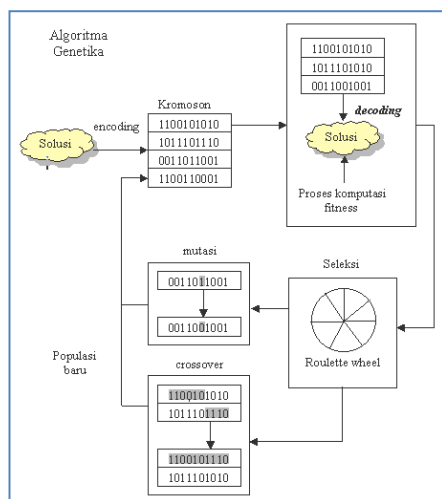 Algoritma
Genetika
Kromoson
encoding
Solusi
1100101010
1011101110
0011011001
1100110001
1100101010
1011101010
0011001001
decoding
Solusi
Proses komputasi
fitness
mutasi
0011011001
0011001001
Seleksi
Roulette wheel
Populasi
baru
crossover
1100101010
1011101110
1100101110
1011101010